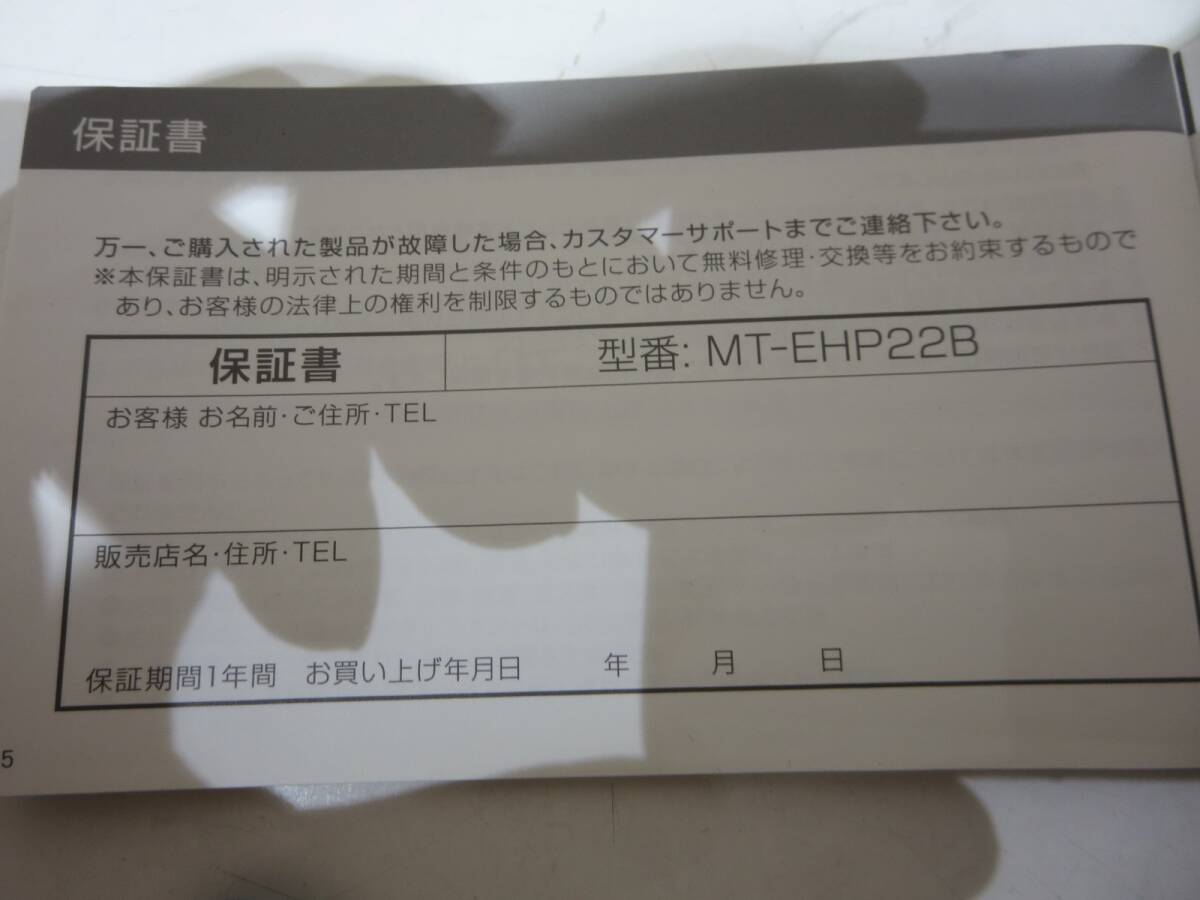 保証書
万一、ご購入された製品が故障した場合、カスタマーサポートまでご連絡下さい。
※本保証書は、明示された期間と条件のもとにおいて無料修理・交換等をお約束するもので
あり、お客様の法律上の権利を制限するものではありません。
保証書 型番: MT-EHP22B
お客様 お名前・ご住所・TEL
販売店名・住所・TEL
保証期間1年間 お買い上げ年月日 年 月 日
5